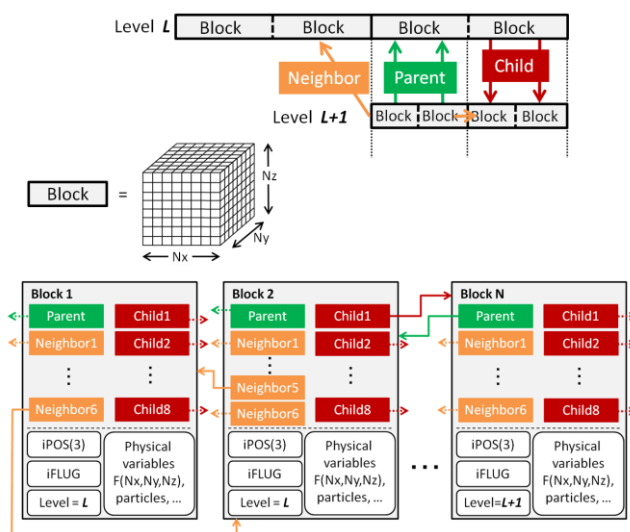 Level L
Block
Block
Block
Block
Neighbor
Parent
Child
Level L+1
Block
Block
Block
Block
Block
=
Nz
Ny
Nx
Block 1
Parent
Child1
Neighbor1
Child2
⋮
⋮
Neighbor6
Child8
iPOS(3)
iFLUG
Level = L
Physical
variables
F(Nx,Ny,Nz),
particles, ...
Block 2
Parent
Child1
Neighbor1
Child2
⋮
⋮
Neighbor5
Neighbor6
Child8
iPOS(3)
iFLUG
Level = L
Physical
variables
F(Nx,Ny,Nz),
particles, ...
...
Block N
Parent
Child1
Neighbor1
Child2
⋮
⋮
Neighbor6
Child8
iPOS(3)
iFLUG
Level=L+1
Physical
variables
F(Nx,Ny,Nz),
particles, ...